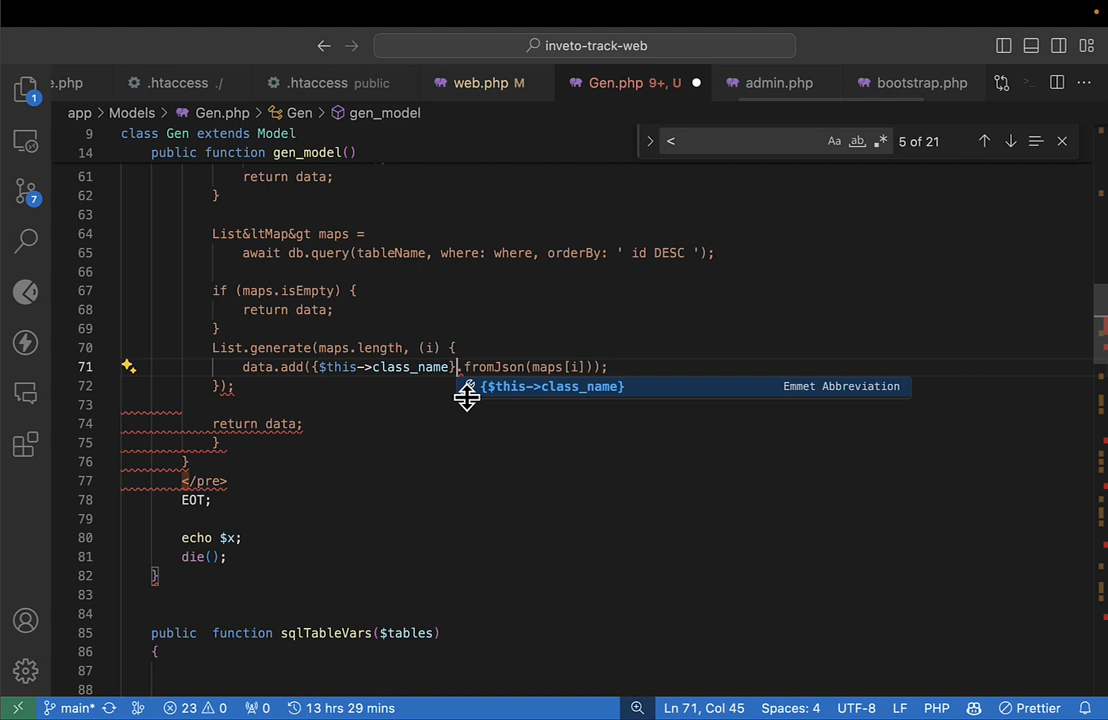 inveto-track-web
e.php
.htaccess ./
.htaccess public
web.php M
Gen.php 9+, U
admin.php
bootstrap.php
app > Models > Gen.php > Gen > gen_model
9 class Gen extends Model
14 public function gen_model()
<
Aa ab .* 5 of 21
61 return data;
62 }
63
64 List&ltMap&gt maps =
65 await db.query(tableName, where: where, orderBy: ' id DESC ');
66
67 if (maps.isEmpty) {
68 return data;
69 }
70 List.generate(maps.length, (i) {
71 data.add({$this->class_name}.fromJson(maps[i]));
72 });
{$this->class_name} Emmet Abbreviation
73
74 return data;
75 }
76 }
77 </pre>
78 EOT;
79
80 echo $x;
81 die();
82 }
83
84
85 public function sqlTableVars($tables)
86 {
87
88
1
7
main* 23 0 0 13 hrs 29 mins Ln 71, Col 45 Spaces: 4 UTF-8 LF PHP Prettier